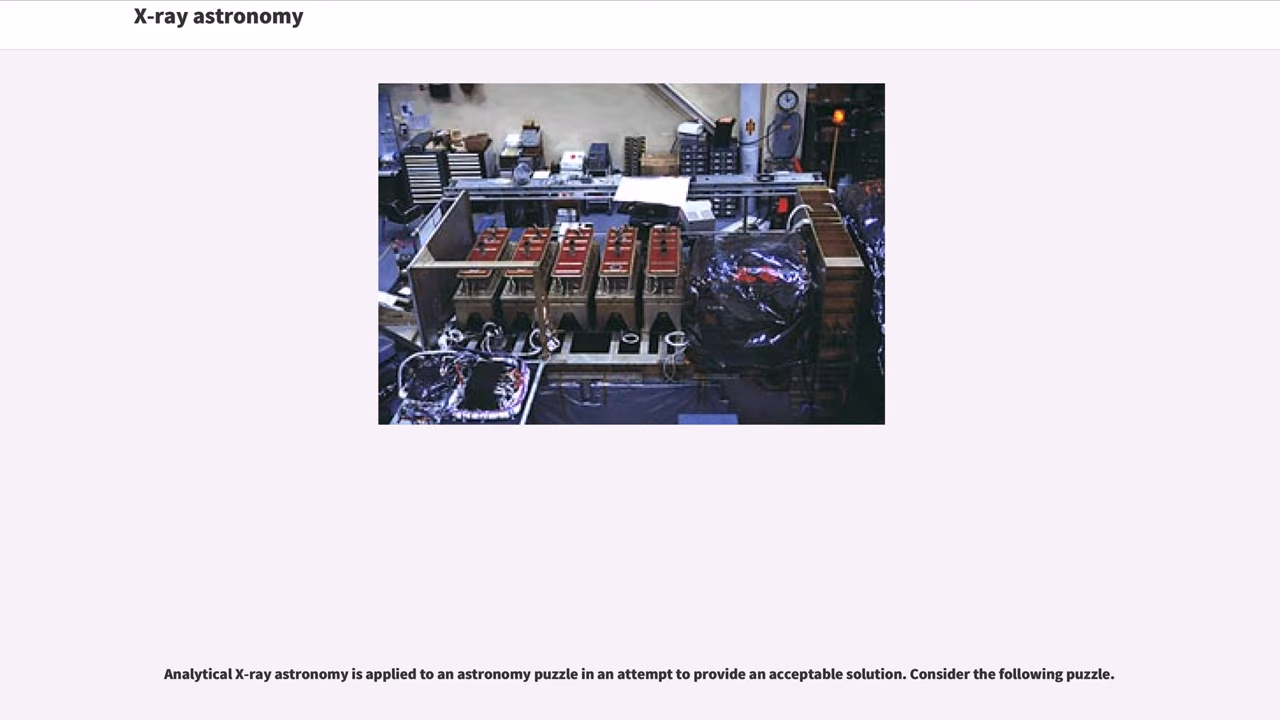 X-ray astronomy
Analytical X-ray astronomy is applied to an astronomy puzzle in an attempt to provide an acceptable solution. Consider the following puzzle.